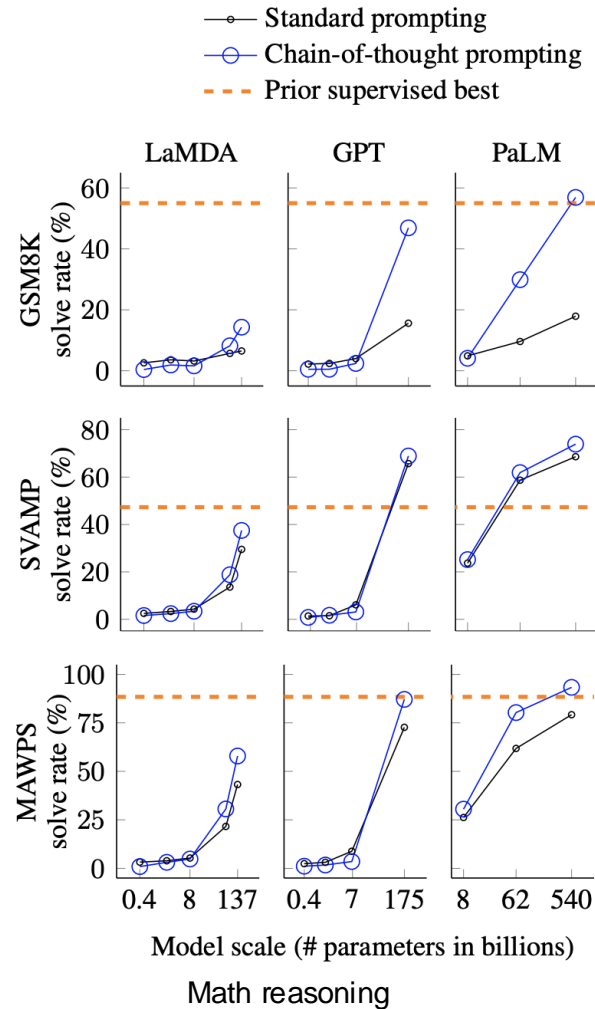 Standard prompting
Chain-of-thought prompting
Prior supervised best
LaMDA GPT PaLM
GSM8K
solve rate (%)
60
40
20
0
SVAMP
solve rate (%)
80
60
40
20
0
MAWPS
solve rate (%)
100
75
50
25
0
0.4 8 137 0.4 7 175 8 62 540
Model scale (# parameters in billions)
Math reasoning